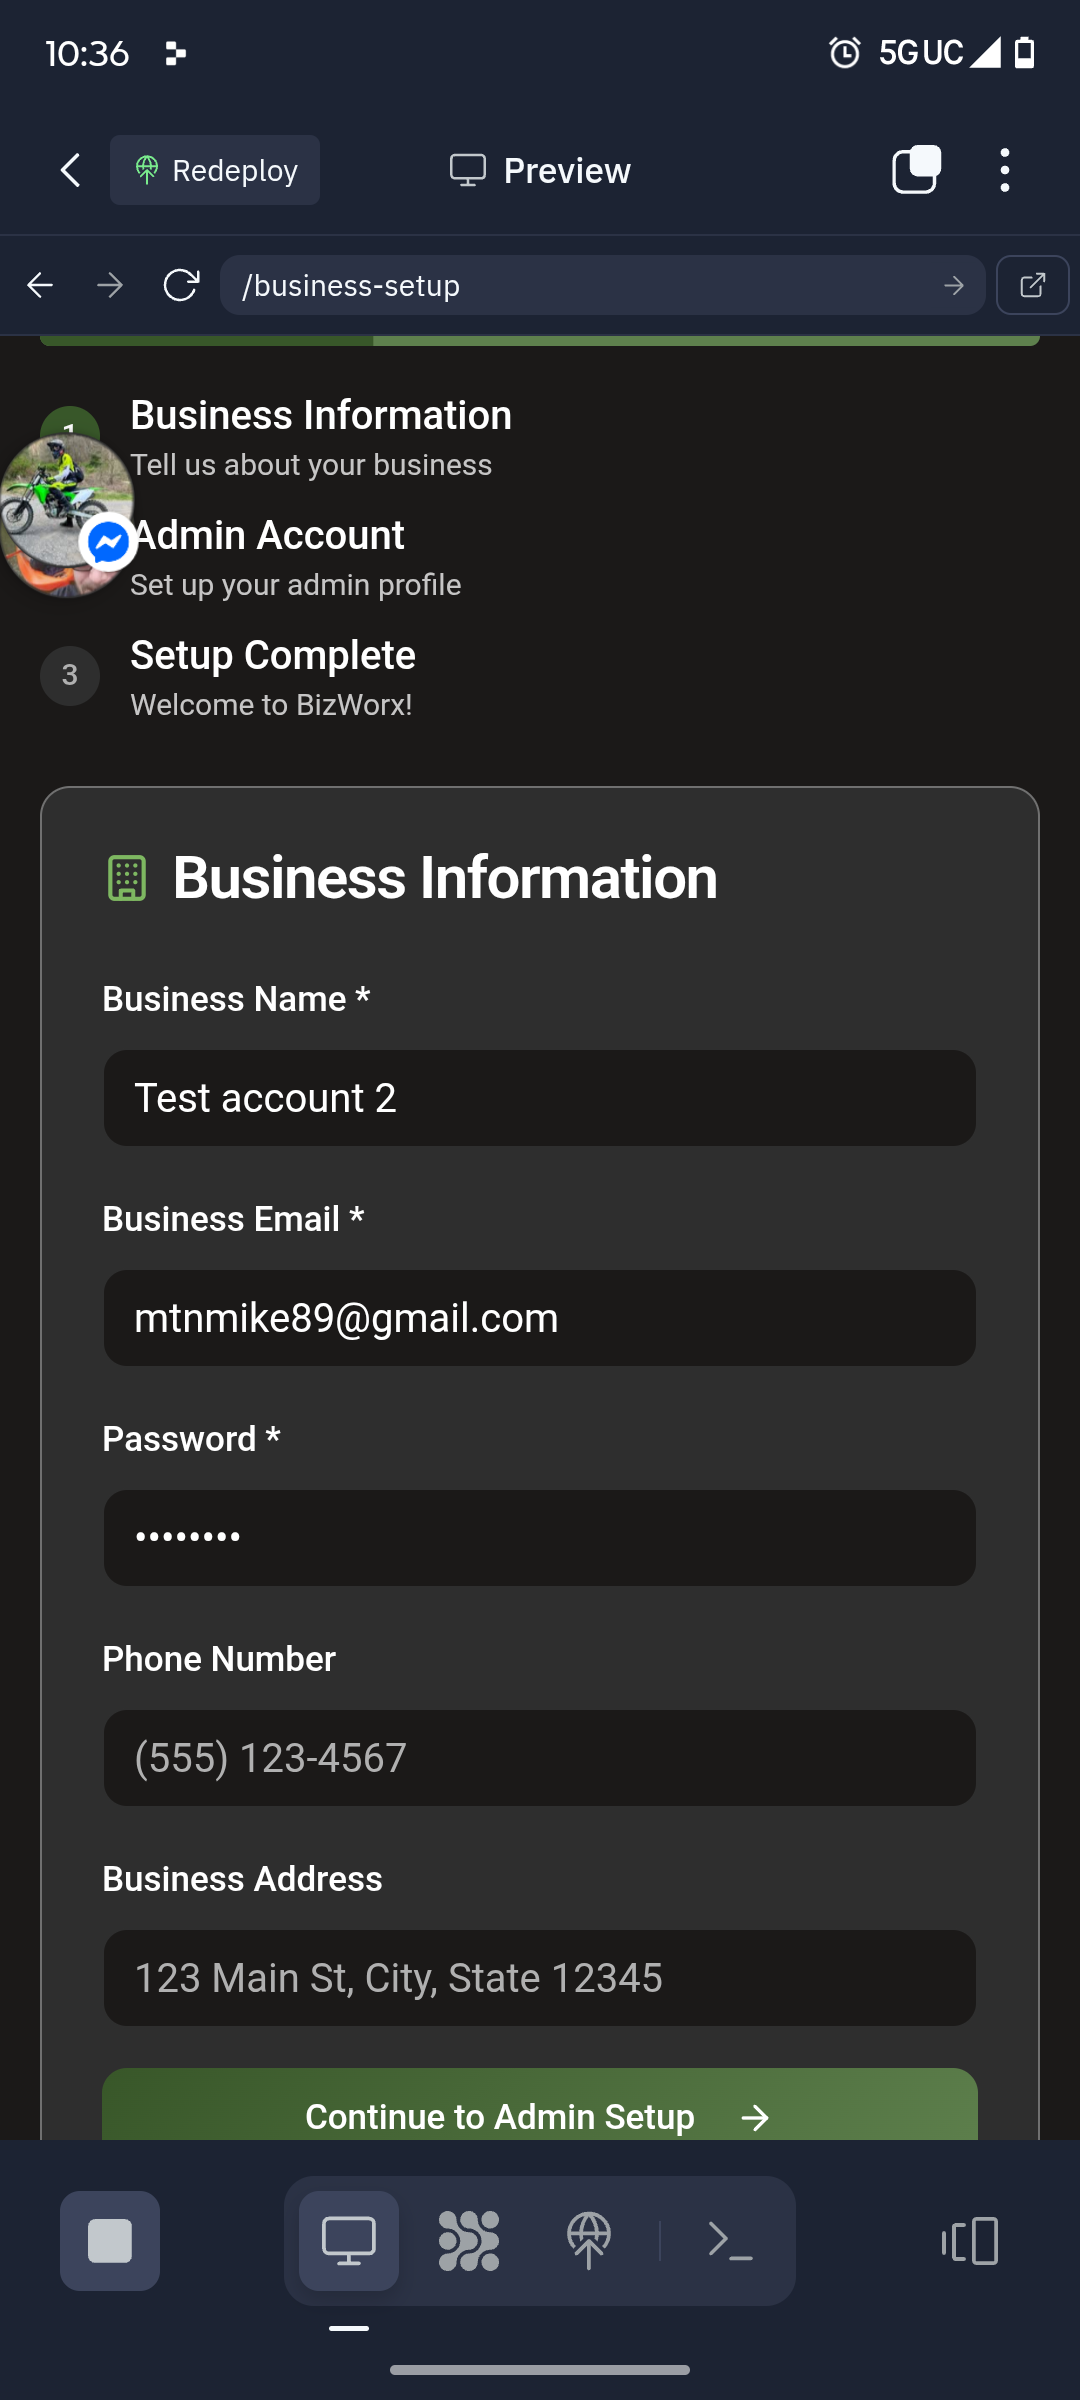 10:36
5G UC
Redeploy
Preview
/business-setup
1
Business Information
Tell us about your business
Admin Account
Set up your admin profile
3
Setup Complete
Welcome to BizWorx!
Business Information
Business Name *
Test account 2
Business Email *
mtnmike89@gmail.com
Password *
••••••••
Phone Number
(555) 123-4567
Business Address
123 Main St, City, State 12345
Continue to Admin Setup